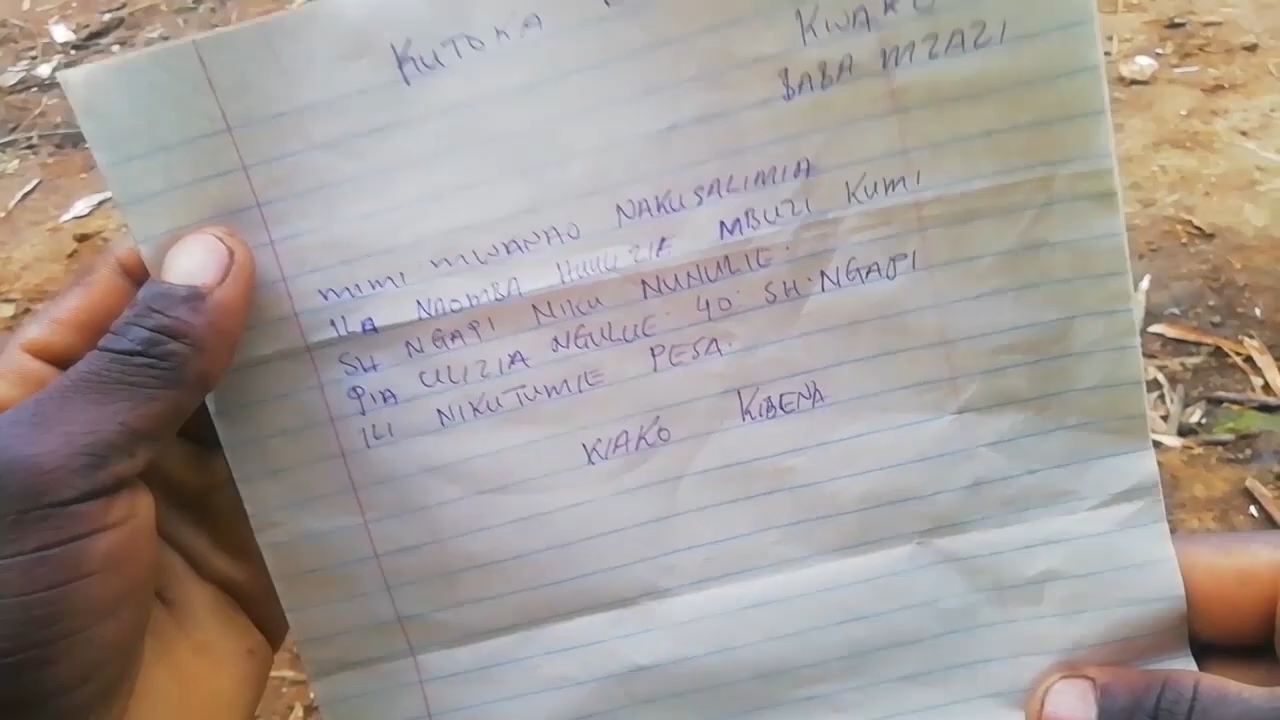 KUTOKA
KWAKO
BABA MZAZI
MIMI MWANAO NAKUSALIMIA
ILA NAOMBA MBUZI KUMI
SH NGAPI NIKU NUNULIE.
PIA ULIZIA NGULUE. 40. SH. NGAPI
ILI NIKUTUMIE PESA.
WAKO KIBENA